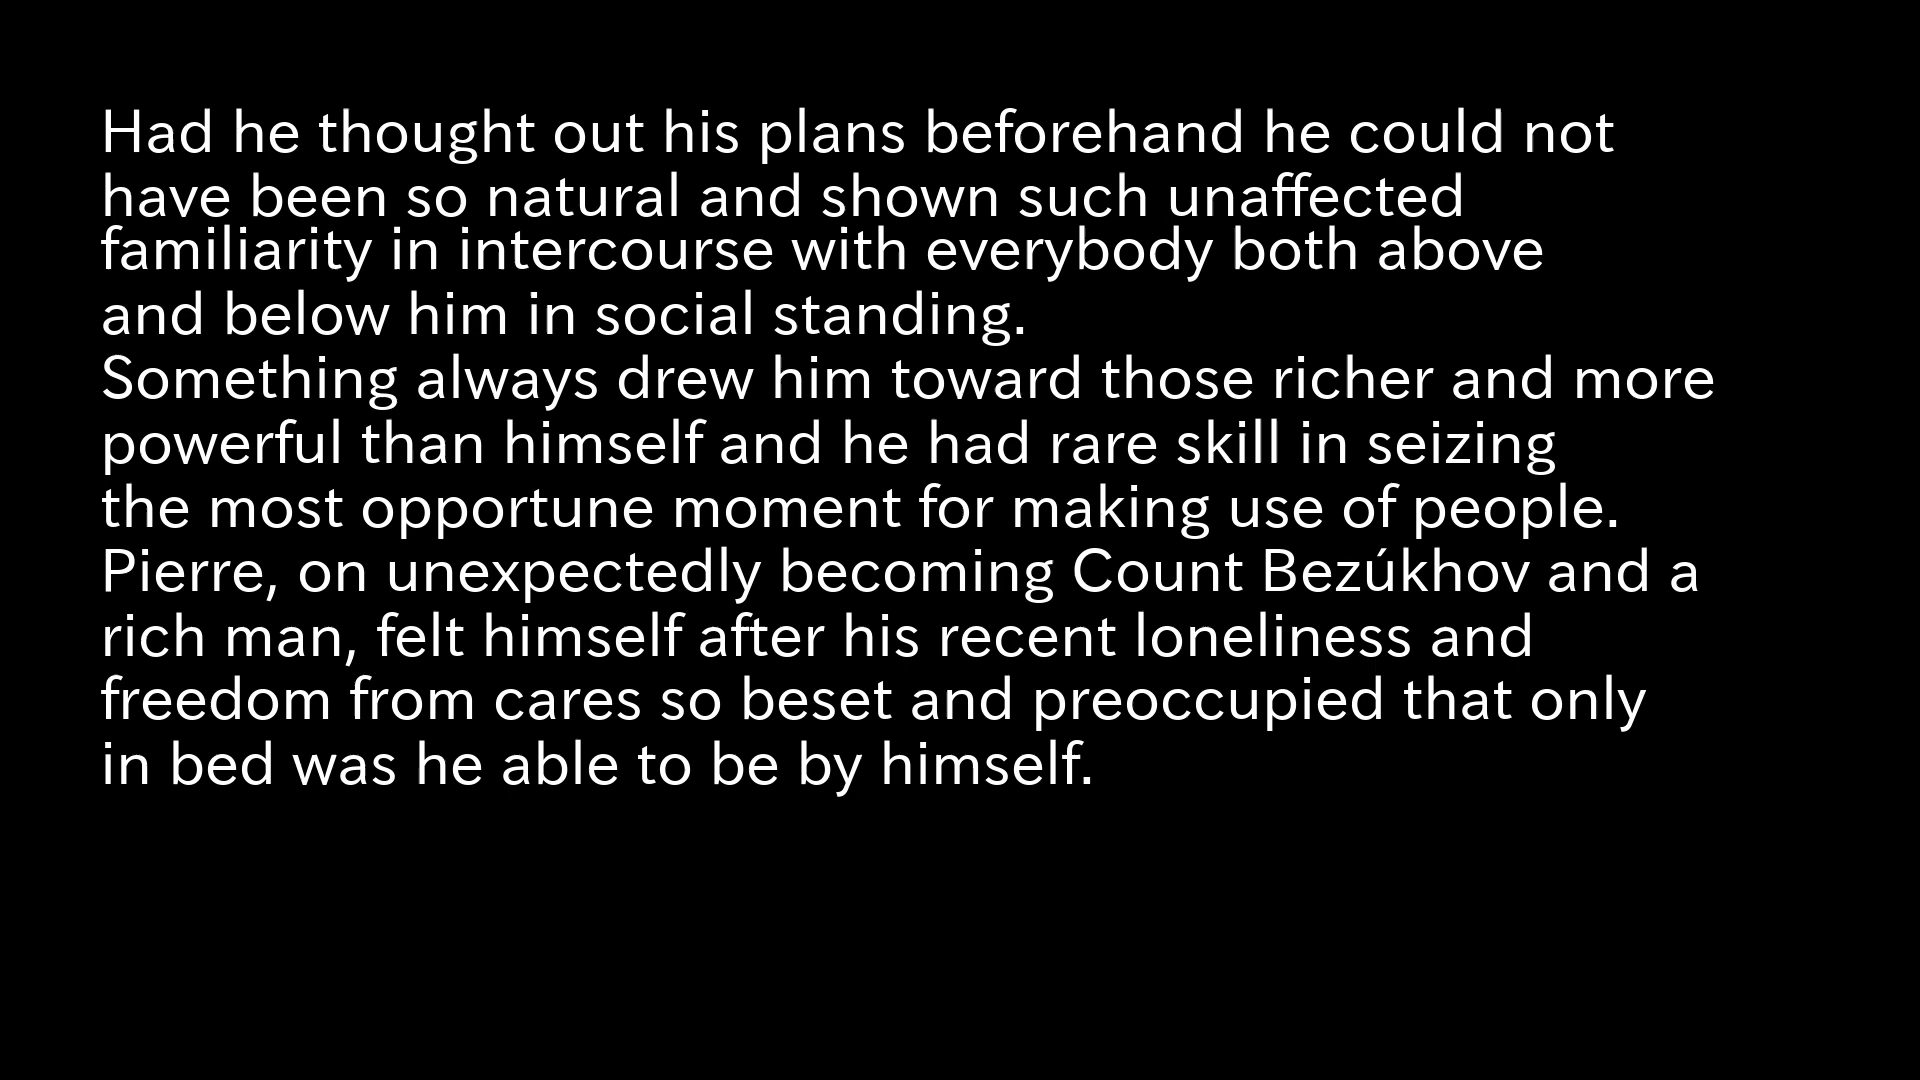 Had he thought out his plans beforehand he could not
have been so natural and shown such unaffected
familiarity in intercourse with everybody both above
and below him in social standing.
Something always drew him toward those richer and more
powerful than himself and he had rare skill in seizing
the most opportune moment for making use of people.
Pierre, on unexpectedly becoming Count Bezúkhov and a
rich man, felt himself after his recent loneliness and
freedom from cares so beset and preoccupied that only
in bed was he able to be by himself.